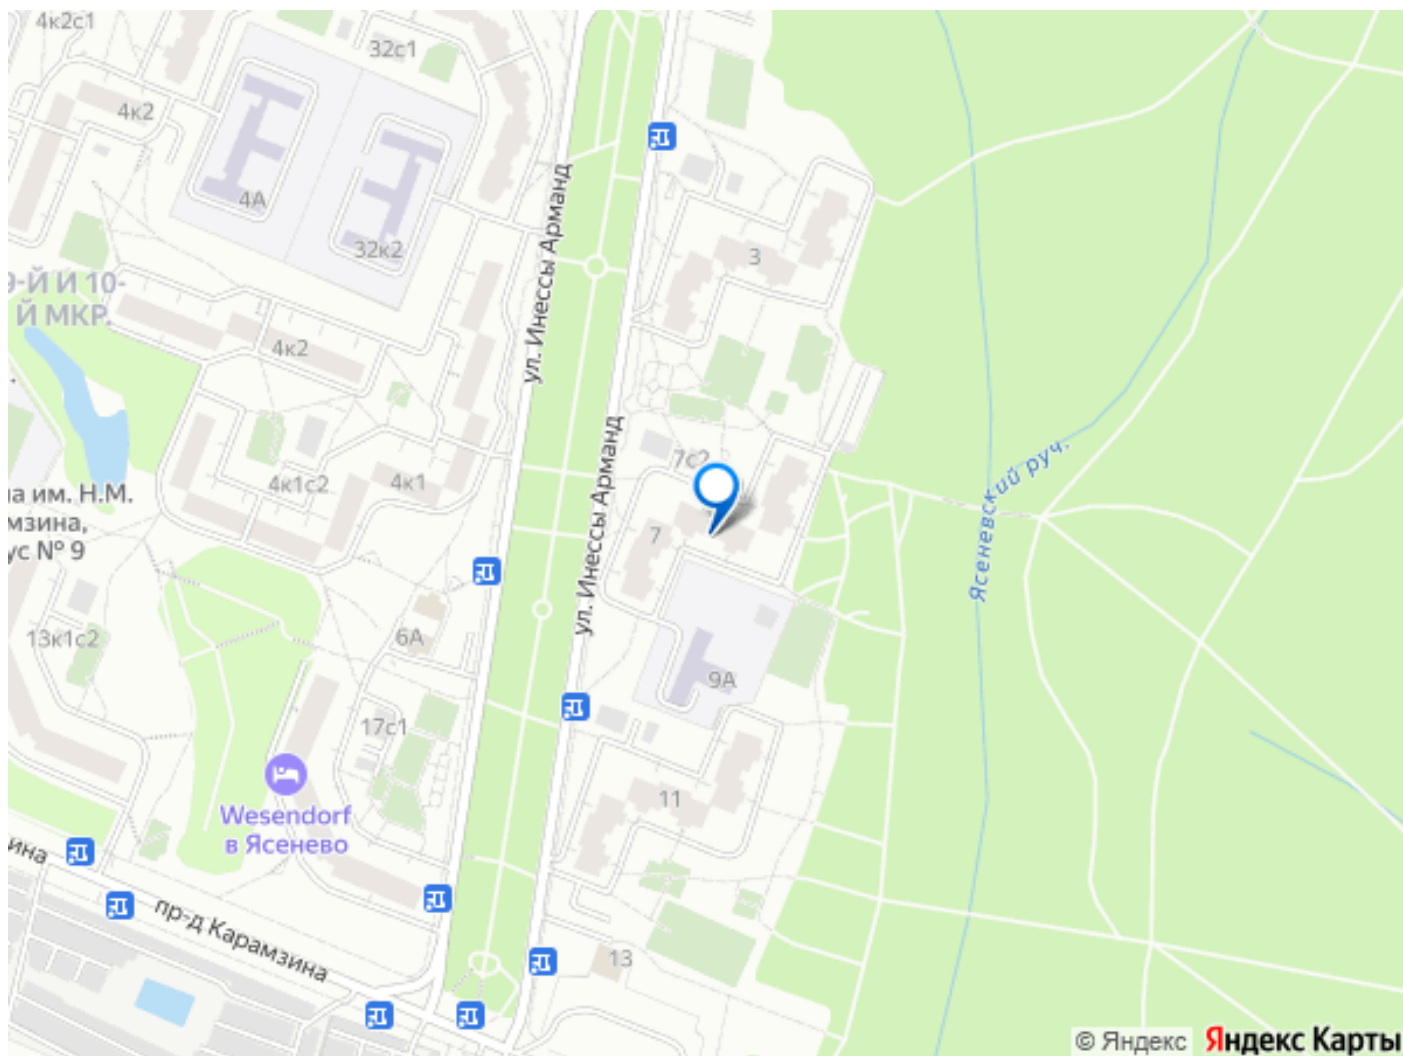 4к2с1
32с1
4к2
4А
32к2
3
9-Й И 10-
Й МКР.
4к2
ул. Инессы Арманд
ул. Инессы Арманд
7с2
4к1с2
4к1
7
на им. Н.М.
мзина,
ус № 9
Ясеневский руч.
13к1с2
6А
9А
17с1
11
Wesendorf
в Ясенево
ина
пр-д Карамзина
13
© Яндекс
Яндекс Карты